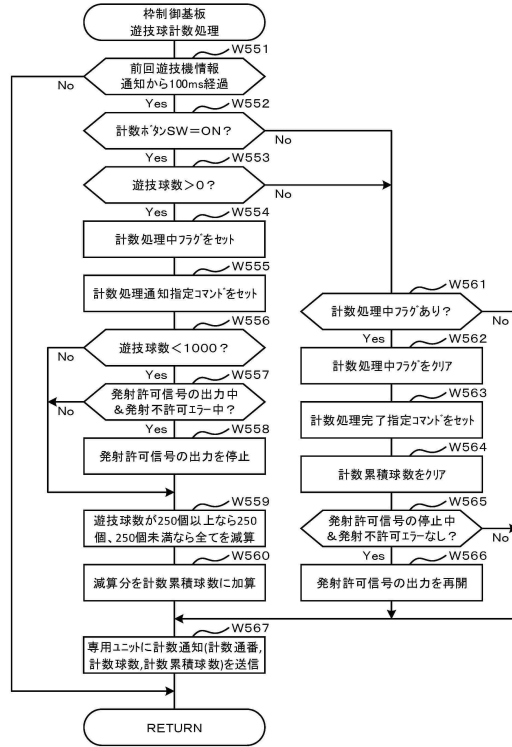 枠制御基板
遊技球計数処理
W551
前回遊技機情報
通知から100ms経過
No
Yes
W552
計数ボタンSW=ON?
No
Yes
W553
遊技球数>0?
No
Yes
W554
計数処理中フラグをセット
W555
計数処理通知指定コマンドをセット
W556
遊技球数<1000?
No
Yes
W557
発射許可信号の出力中
&発射不許可エラー中?
No
Yes
W558
発射許可信号の出力を停止
W559
遊技球数が250個以上なら250
個、250個未満なら全てを減算
W560
減算分を計数累積球数に加算
W561
計数処理中フラグあり?
No
Yes
W562
計数処理中フラグをクリア
W563
計数処理完了指定コマンドをセット
W564
計数累積球数をクリア
W565
発射許可信号の停止中
&発射不許可エラーなし?
No
Yes
W566
発射許可信号の出力を再開
W567
専用ユニットに計数通知(計数通番,
計数球数,計数累積球数)を送信
RETURN